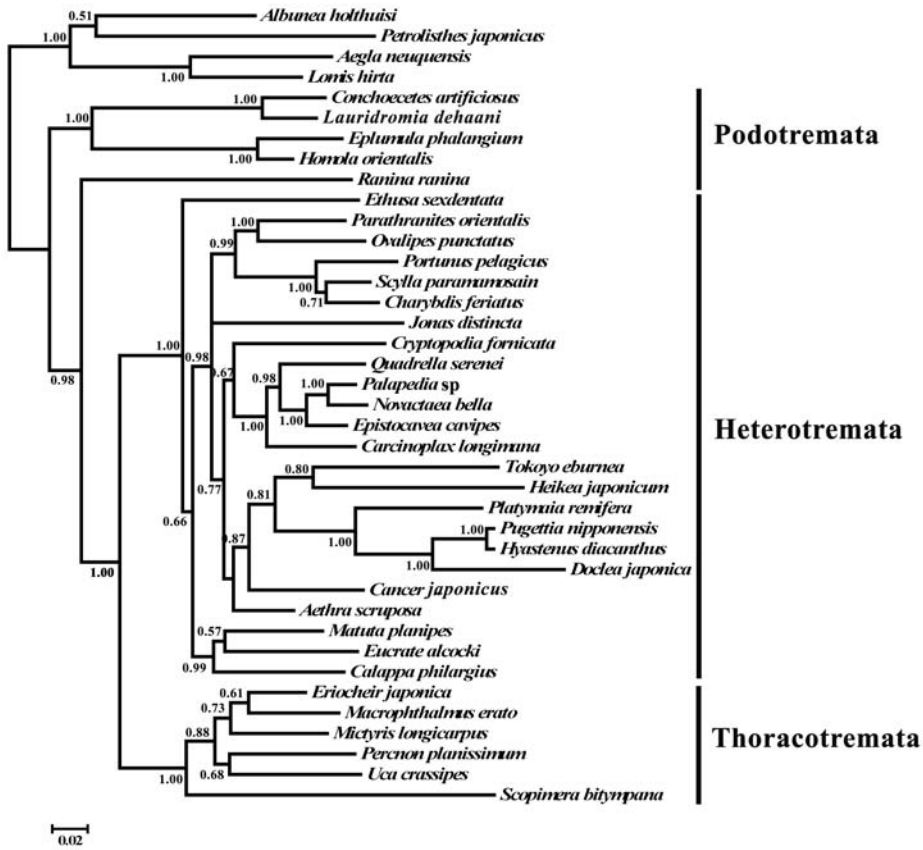 0.51
Albunea holthuisi
Petrolisthes japonicus
1.00
Aegla neuquensis
1.00
Lomis hirta
1.00
Conchoecetes artificiosus
Lauridromia dehaani
1.00
Eplumula phalangium
1.00
Homola orientalis
Podotremata
Ranina ranina
Ethusa sexdentata
1.00
Parathranites orientalis
0.99
Ovalipes punctatus
Portunus pelagicus
1.00
Scylla paramamosain
0.71
Charybdis feriatus
Jonas distincta
1.00
0.98
0.67
Cryptopodia fornicata
0.98
0.98
Quadrella serenei
1.00
Palapedia sp
Novactaea bella
1.00
1.00
Epistocavea cavipes
Carcinoplax longimana
Heterotremata
0.80
Tokoyo eburnea
0.77
0.81
Heikea japonicum
Platymaia remifera
0.66
1.00
Pugettia nipponensis
0.87
1.00
Hyastenus diacanthus
1.00
Doclea japonica
1.00
Cancer japonicus
Aethra scruposa
0.57
Matuta planipes
Eucrate alcocki
0.99
Calappa philargius
0.61
Eriocheir japonica
0.73
Macrophthalmus erato
0.88
Mictyris longicarpus
Percnon planissimum
Thoracotremata
0.68
Uca crassipes
1.00
Scopimera bitympana
0.02